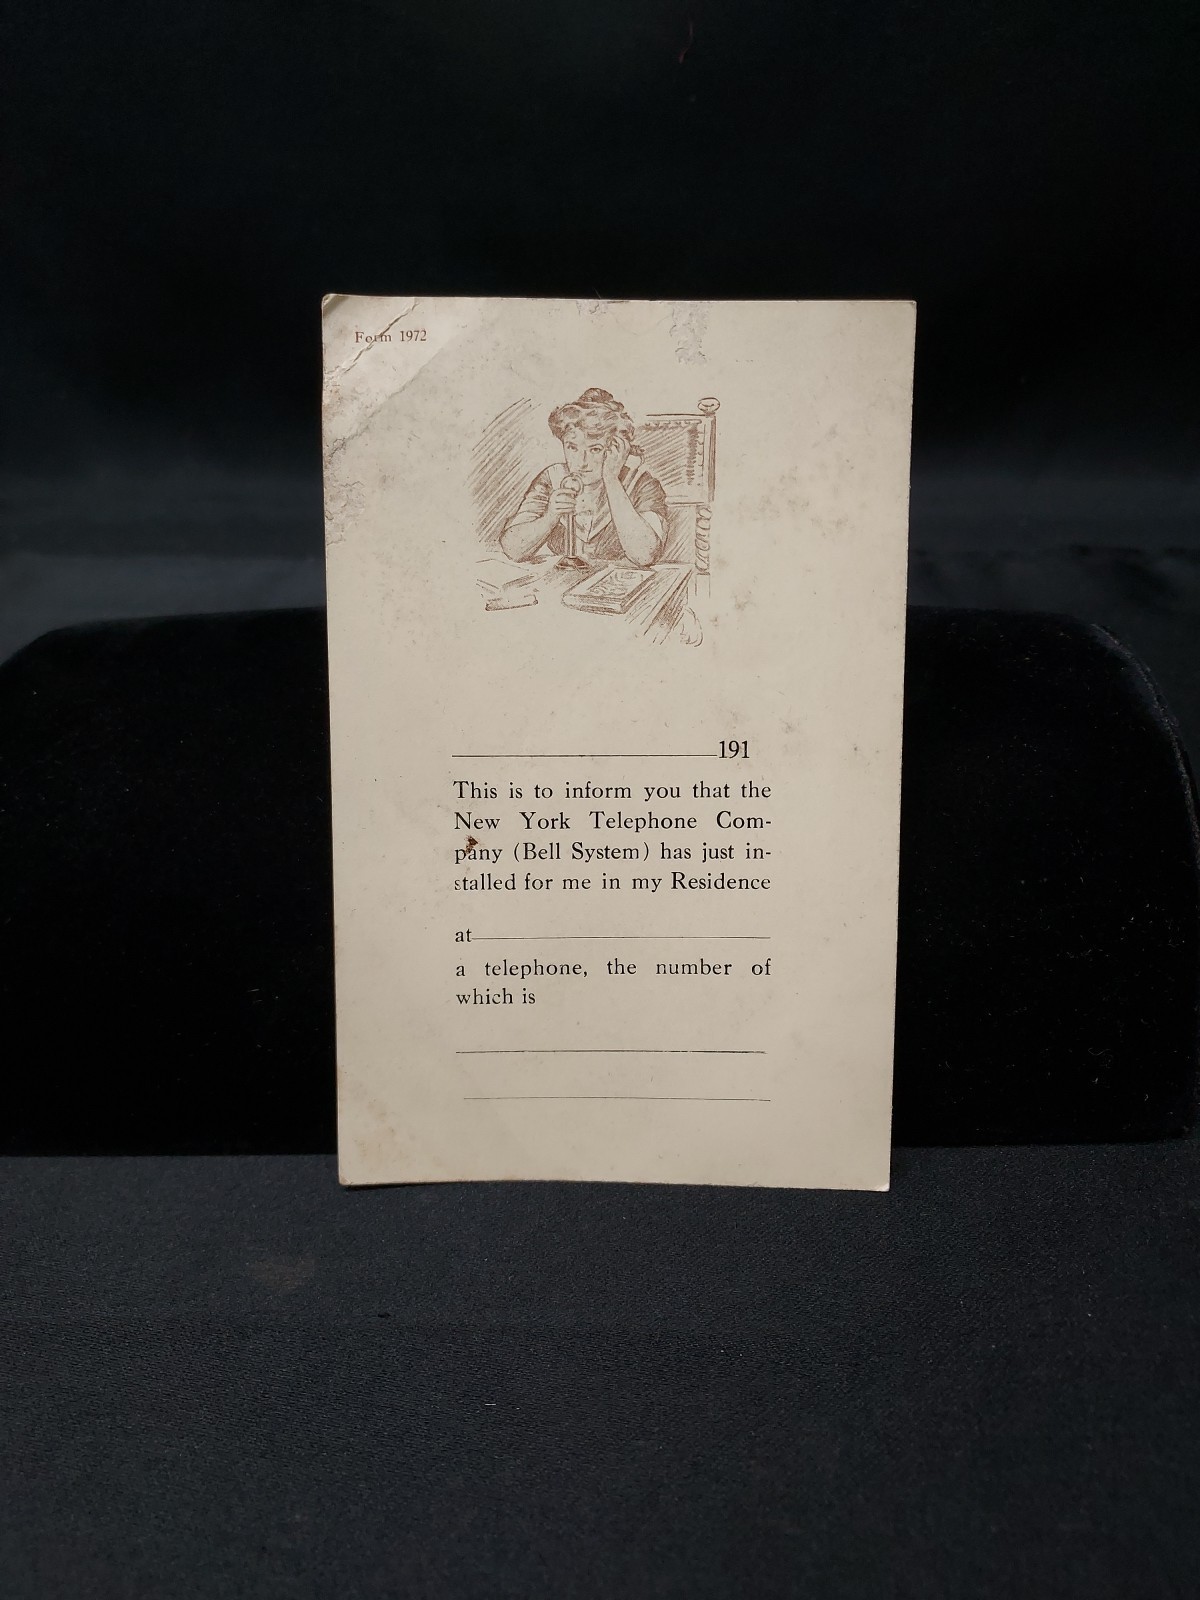 Form 1972
191
This is to inform you that the
New York Telephone Com-
pany (Bell System) has just in-
stalled for me in my Residence
at
a telephone, the number of
which is